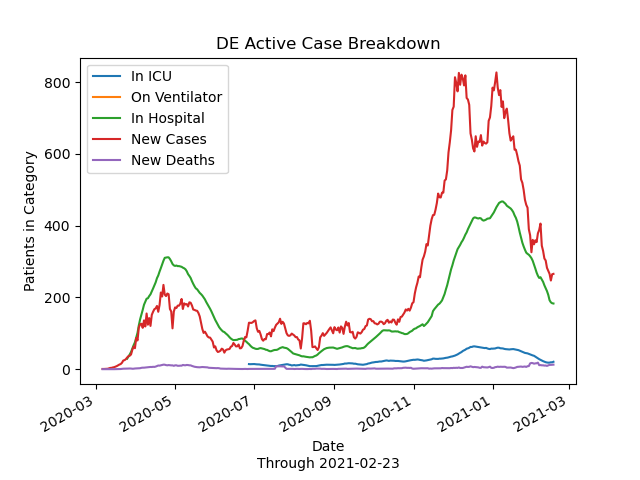 DE Active Case Breakdown
In ICU
On Ventilator
In Hospital
New Cases
New Deaths
Patients in Category
800
600
400
200
0
2020-03
2020-05
2020-07
2020-09
2020-11
2021-01
2021-03
Date
Through 2021-02-23